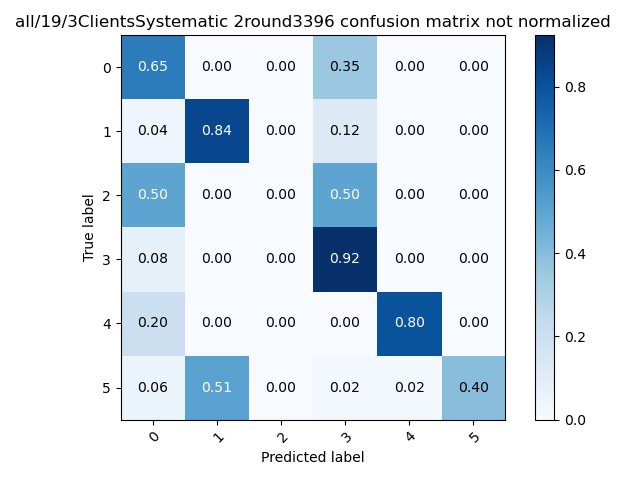 all/19/3ClientsSystematic 2round3396 confusion matrix not normalized
0 0.65 0.00 0.00 0.35 0.00 0.00
1 0.04 0.84 0.00 0.12 0.00 0.00
2 0.50 0.00 0.00 0.50 0.00 0.00
3 0.08 0.00 0.00 0.92 0.00 0.00
4 0.20 0.00 0.00 0.00 0.80 0.00
5 0.06 0.51 0.00 0.02 0.02 0.40
0 1 2 3 4 5
True label
Predicted label
0.8
0.6
0.4
0.2
0.0